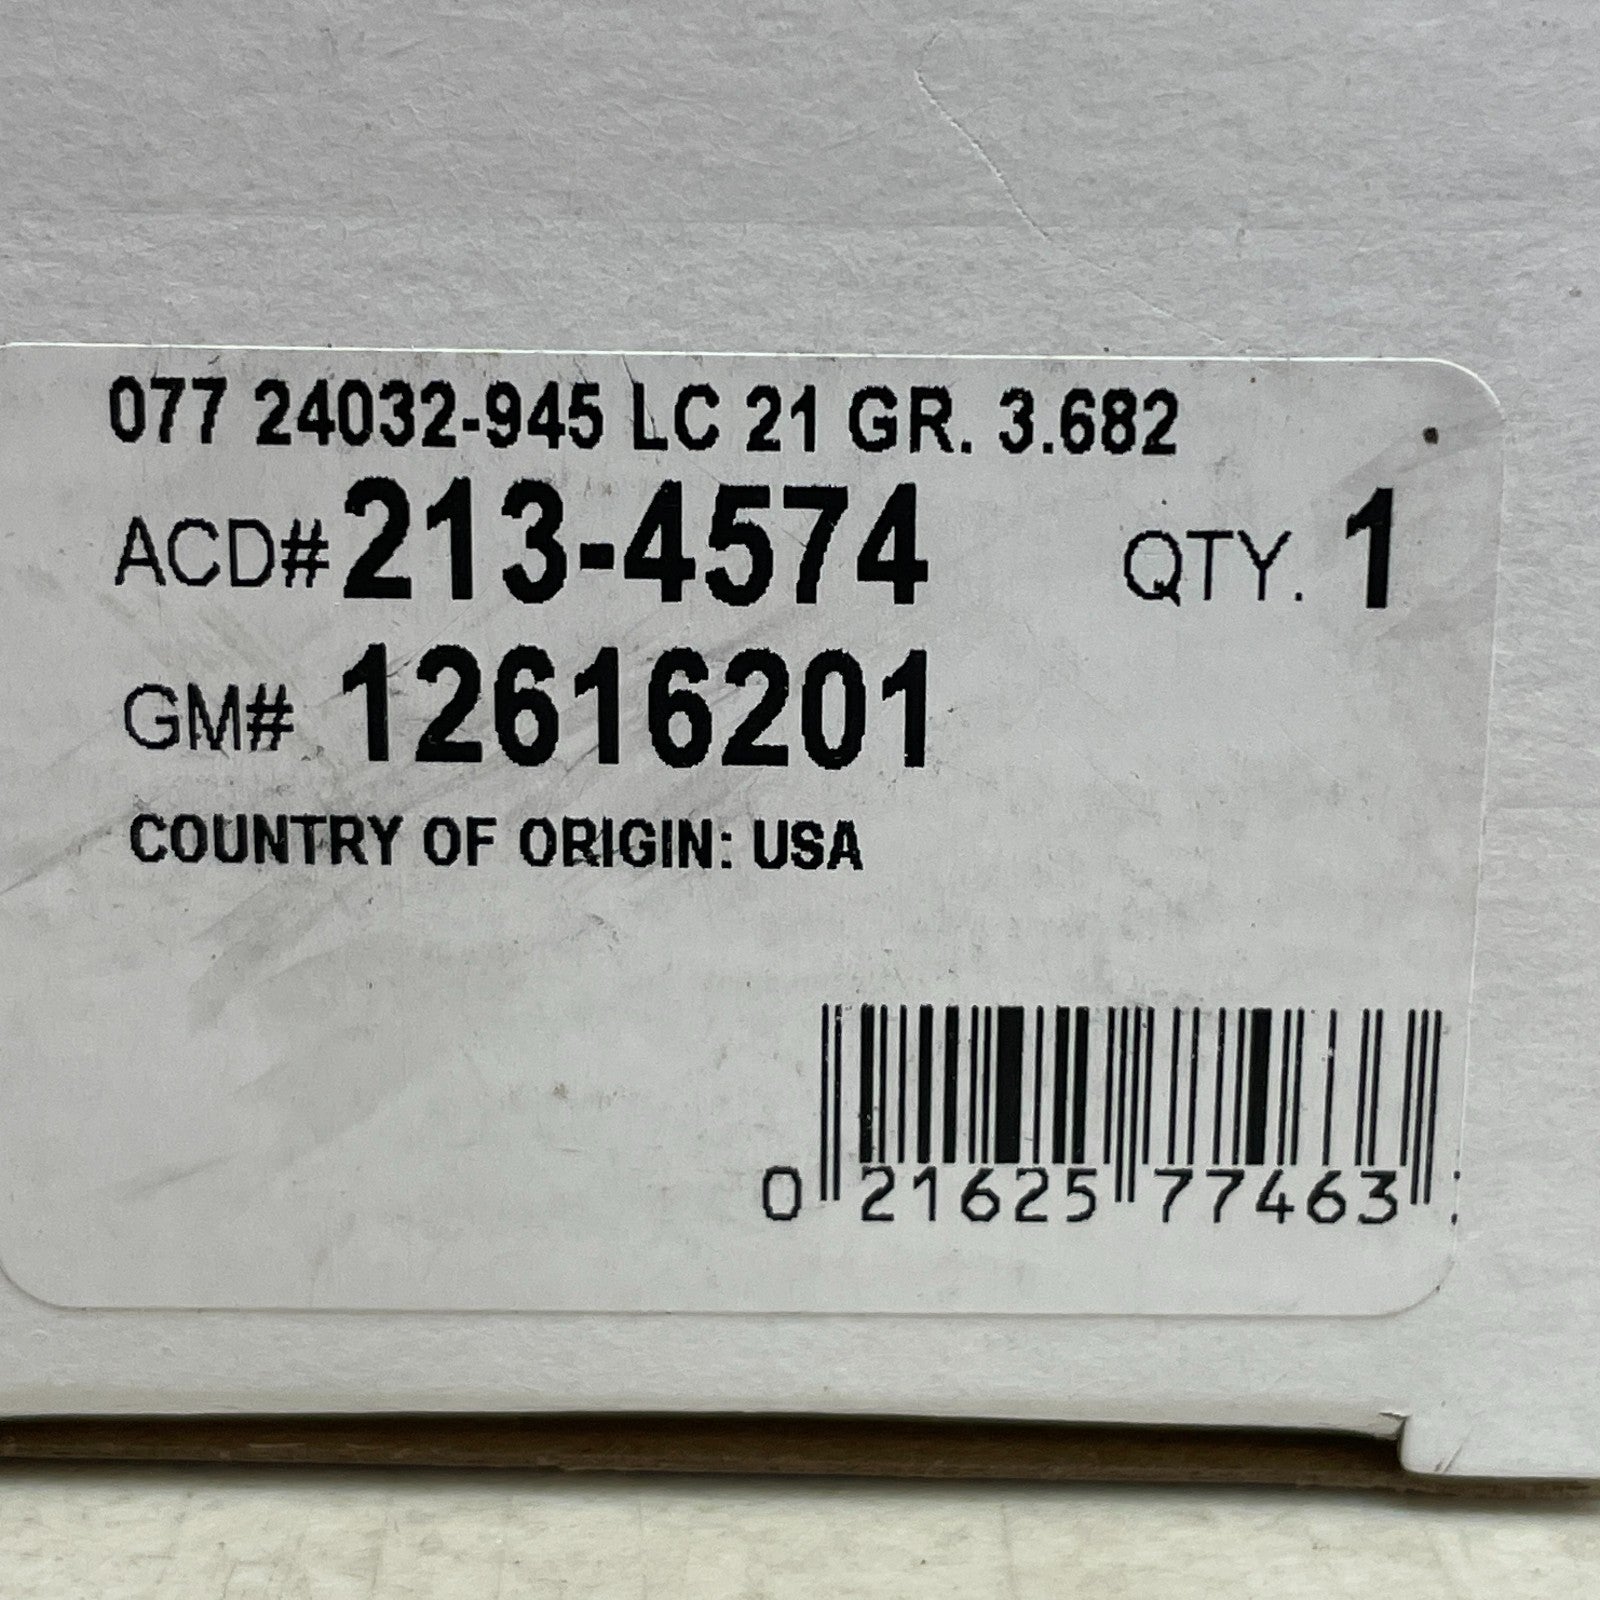 077 24032-945 LC 21 GR. 3.682
ACD# 213-4574 QTY. 1
GM# 12616201
COUNTRY OF ORIGIN: USA
0 21625 77463